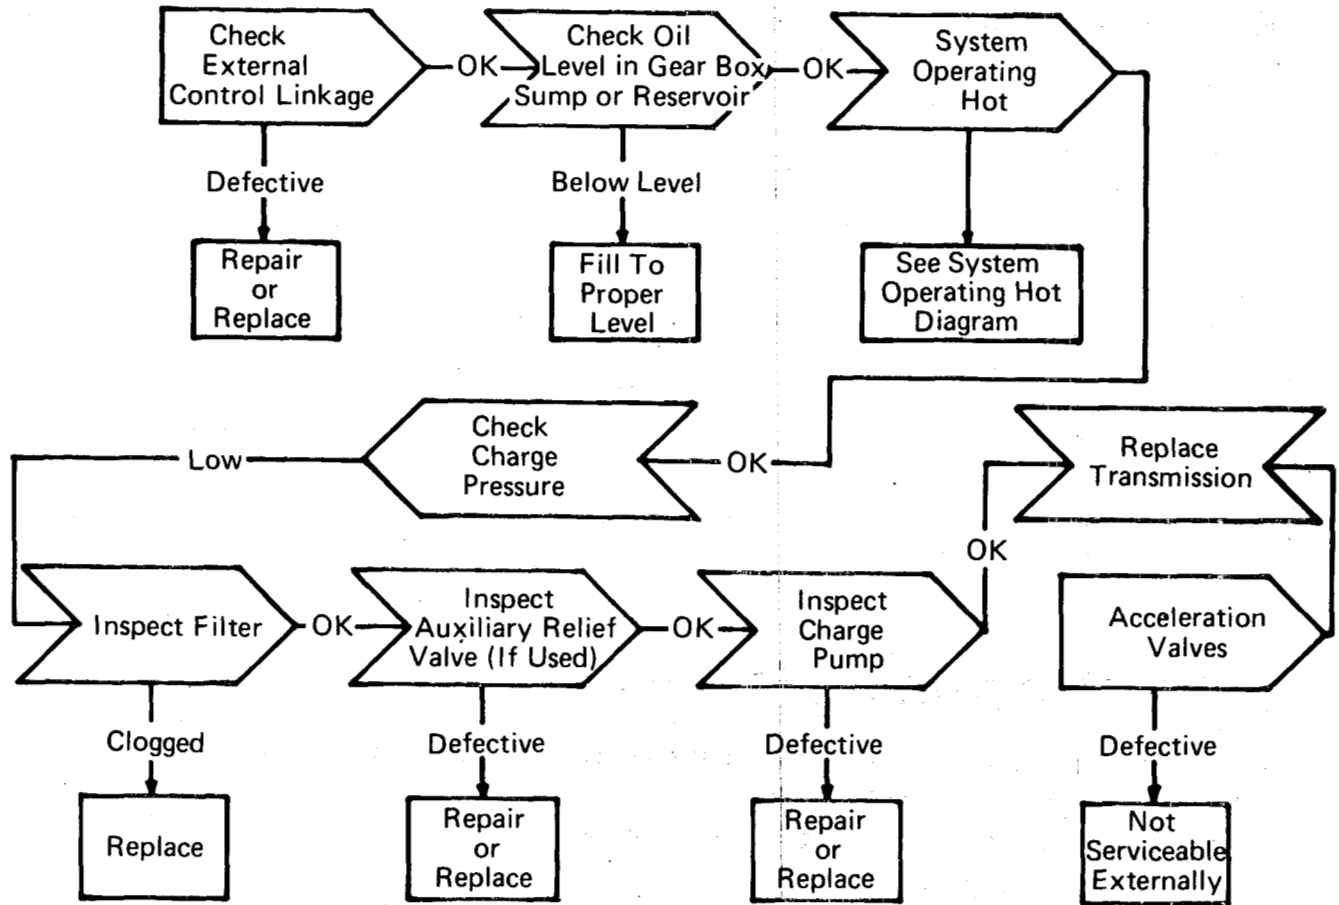 Check
External
Control Linkage
OK
Check Oil
Level in Gear Box
Sump or Reservoir
OK
System
Operating
Hot
Defective
Below Level
Repair
or
Replace
Fill To
Proper
Level
See System
Operating Hot
Diagram
Low
Check
Charge
Pressure
OK
Replace
Transmission
OK
Inspect Filter
OK
Inspect
Auxiliary Relief
Valve (If Used)
OK
Inspect
Charge
Pump
Acceleration
Valves
Clogged
Defective
Defective
Defective
Replace
Repair
or
Replace
Repair
or
Replace
Not
Serviceable
Externally